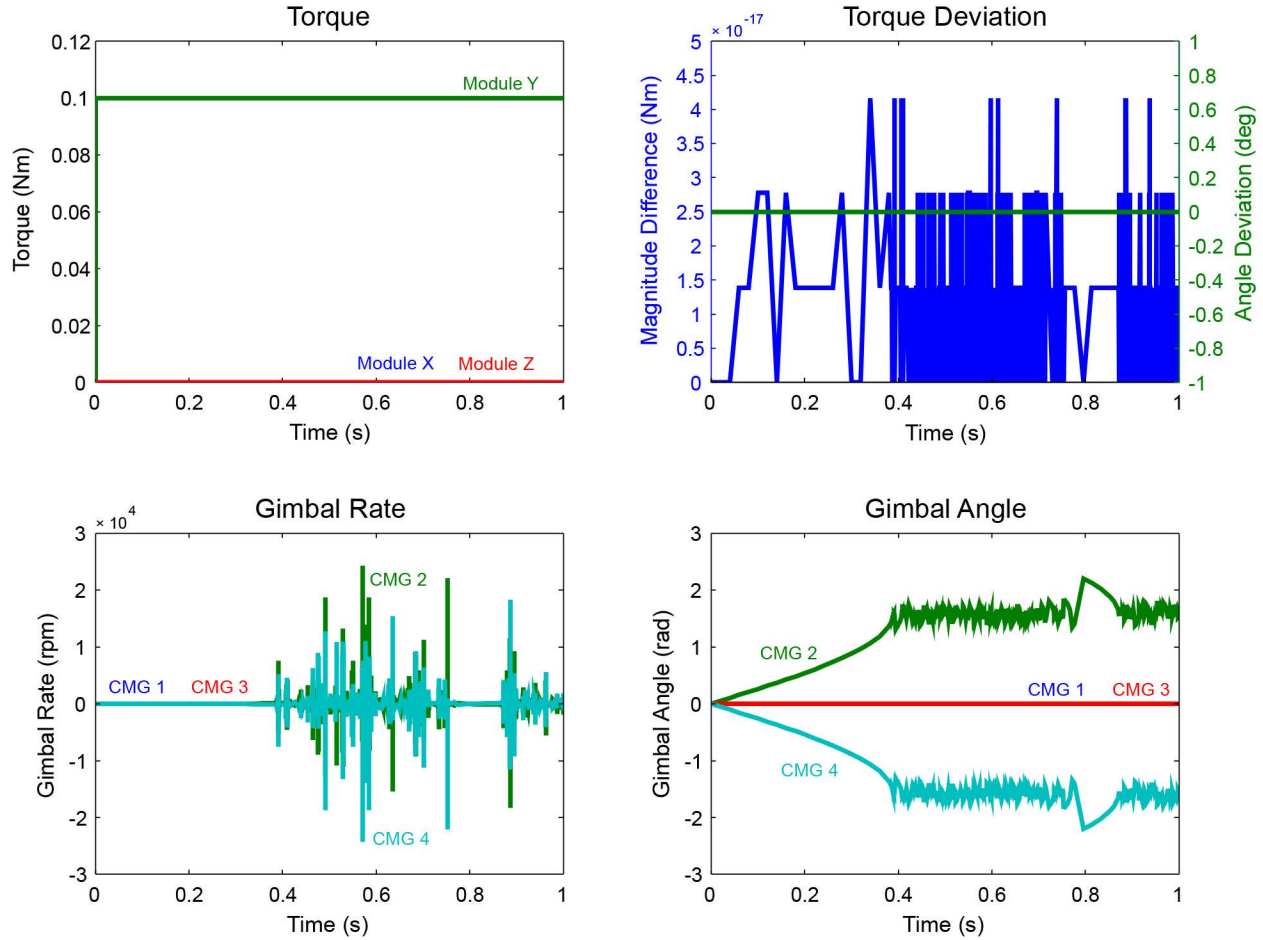 Torque
0.12
0.1
0.08
0.06
0.04
0.02
0
Torque (Nm)
Module Y
Module X
Module Z
0 0.2 0.4 0.6 0.8 1
Time (s)
Torque Deviation
× 10-17
5
4.5
4
3.5
3
2.5
2
1.5
1
0.5
0
Magnitude Difference (Nm)
1
0.8
0.6
0.4
0.2
0
-0.2
-0.4
-0.6
-0.8
-1
Angle Deviation (deg)
0 0.2 0.4 0.6 0.8 1
Time (s)
Gimbal Rate
× 104
3
2
1
0
-1
-2
-3
Gimbal Rate (rpm)
CMG 2
CMG 1
CMG 3
CMG 4
0 0.2 0.4 0.6 0.8 1
Time (s)
Gimbal Angle
3
2
1
0
-1
-2
-3
Gimbal Angle (rad)
CMG 2
CMG 1
CMG 3
CMG 4
0 0.2 0.4 0.6 0.8 1
Time (s)